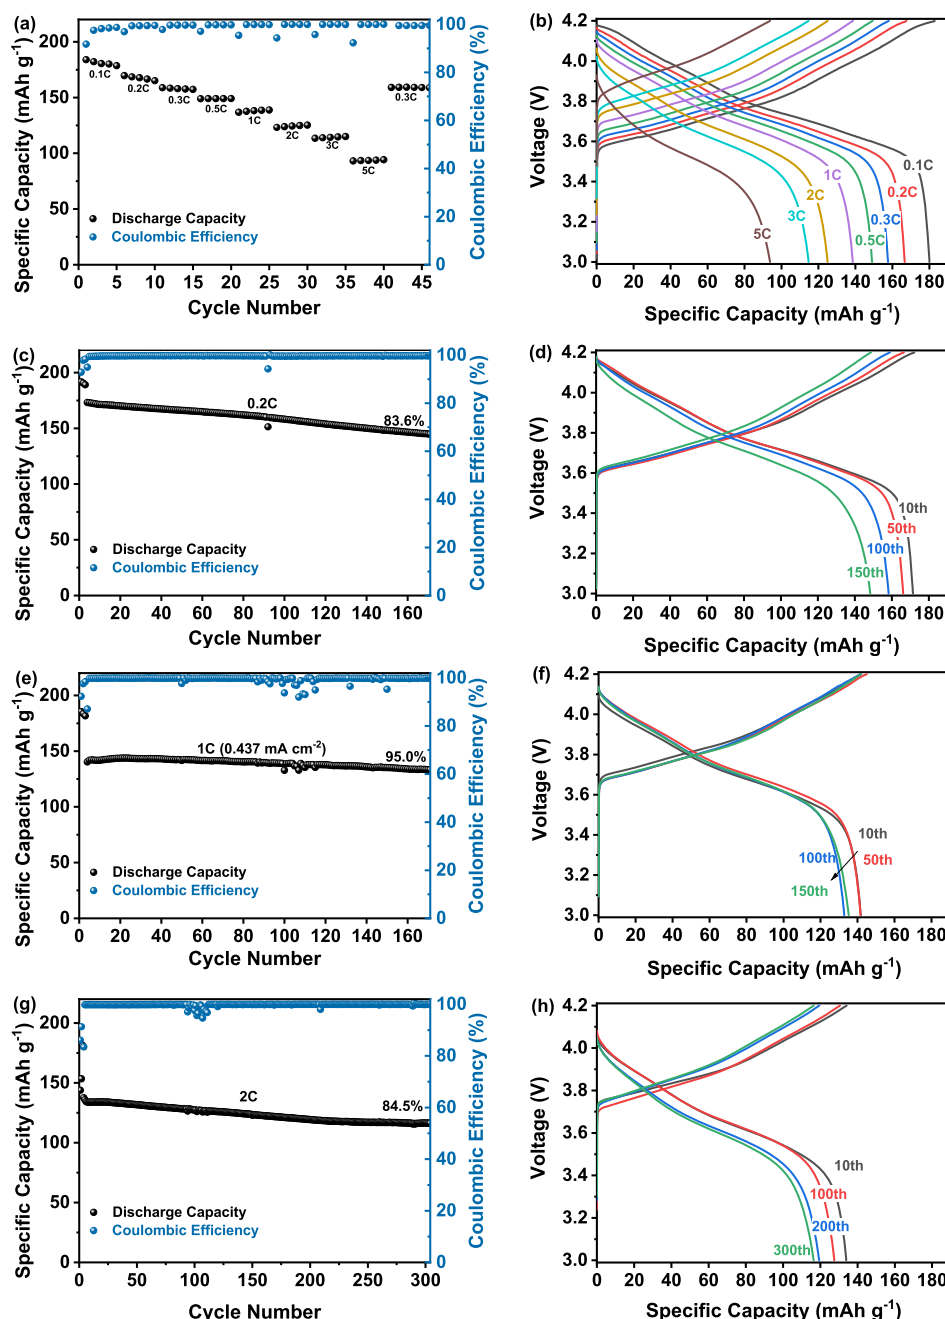 (a)
200
150
100
50
0
0 5 10 15 20 25 30 35 40 45
100
80
60
40
20
0
0.1C
0.2C
0.3C
0.5C
1C
2C
3C
5C
0.3C
Discharge Capacity
Coulombic Efficiency
Specific Capacity (mAh g⁻¹)
Coulombic Efficiency (%)
Cycle Number
(b)
4.2
4.0
3.8
3.6
3.4
3.2
3.0
0 20 40 60 80 100 120 140 160 180
0.1C
0.2C
0.3C
0.5C
1C
2C
3C
5C
Voltage (V)
Specific Capacity (mAh g⁻¹)
(c)
200
150
100
50
0
0 20 40 60 80 100 120 140 160
100
80
60
40
20
0
0.2C
83.6%
Discharge Capacity
Coulombic Efficiency
Specific Capacity (mAh g⁻¹)
Coulombic Efficiency (%)
Cycle Number
(d)
4.2
4.0
3.8
3.6
3.4
3.2
3.0
0 20 40 60 80 100 120 140 160 180
10th
50th
100th
150th
Voltage (V)
Specific Capacity (mAh g⁻¹)
(e)
200
150
100
50
0
0 20 40 60 80 100 120 140 160
100
80
60
40
20
0
1C (0.437 mA cm⁻²)
95.0%
Discharge Capacity
Coulombic Efficiency
Specific Capacity (mAh g⁻¹)
Coulombic Efficiency (%)
Cycle Number
(f)
4.2
4.0
3.8
3.6
3.4
3.2
3.0
0 20 40 60 80 100 120 140 160 180
10th
50th
100th
150th
Voltage (V)
Specific Capacity (mAh g⁻¹)
(g)
200
150
100
50
0
0 50 100 150 200 250 300
100
80
60
40
20
0
2C
84.5%
Discharge Capacity
Coulombic Efficiency
Specific Capacity (mAh g⁻¹)
Coulombic Efficiency (%)
Cycle Number
(h)
4.2
4.0
3.8
3.6
3.4
3.2
3.0
0 20 40 60 80 100 120 140 160 180
10th
100th
200th
300th
Voltage (V)
Specific Capacity (mAh g⁻¹)